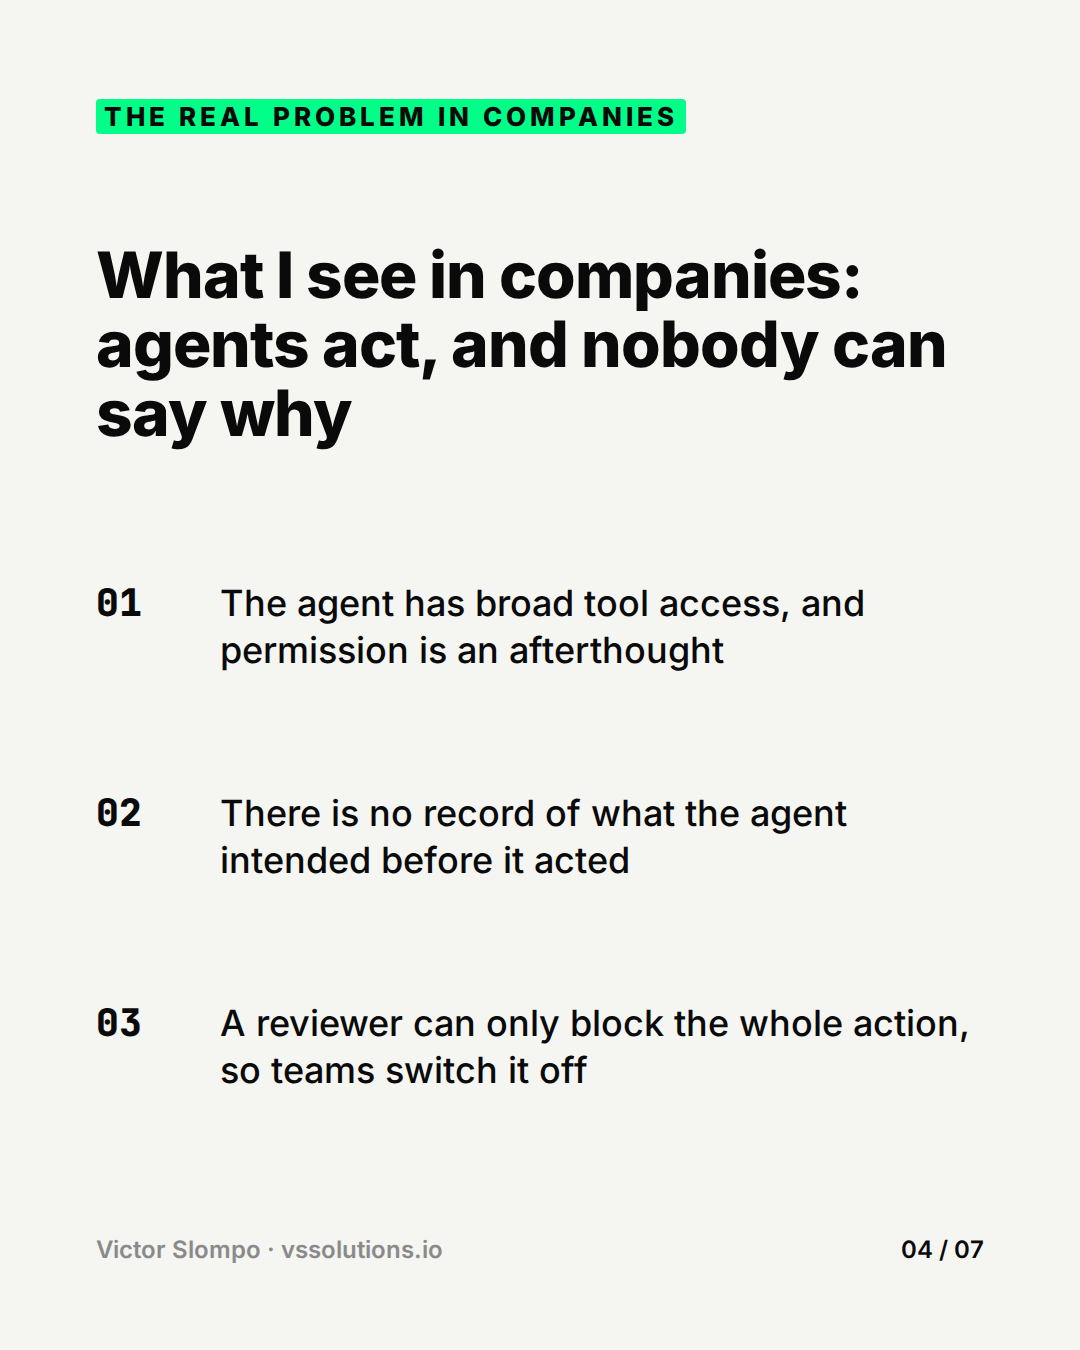 THE REAL PROBLEM IN COMPANIES
What I see in companies:
agents act, and nobody can
say why
01 The agent has broad tool access, and
permission is an afterthought
02 There is no record of what the agent
intended before it acted
03 A reviewer can only block the whole action,
so teams switch it off
Victor Slompo · vssolutions.io 04 / 07